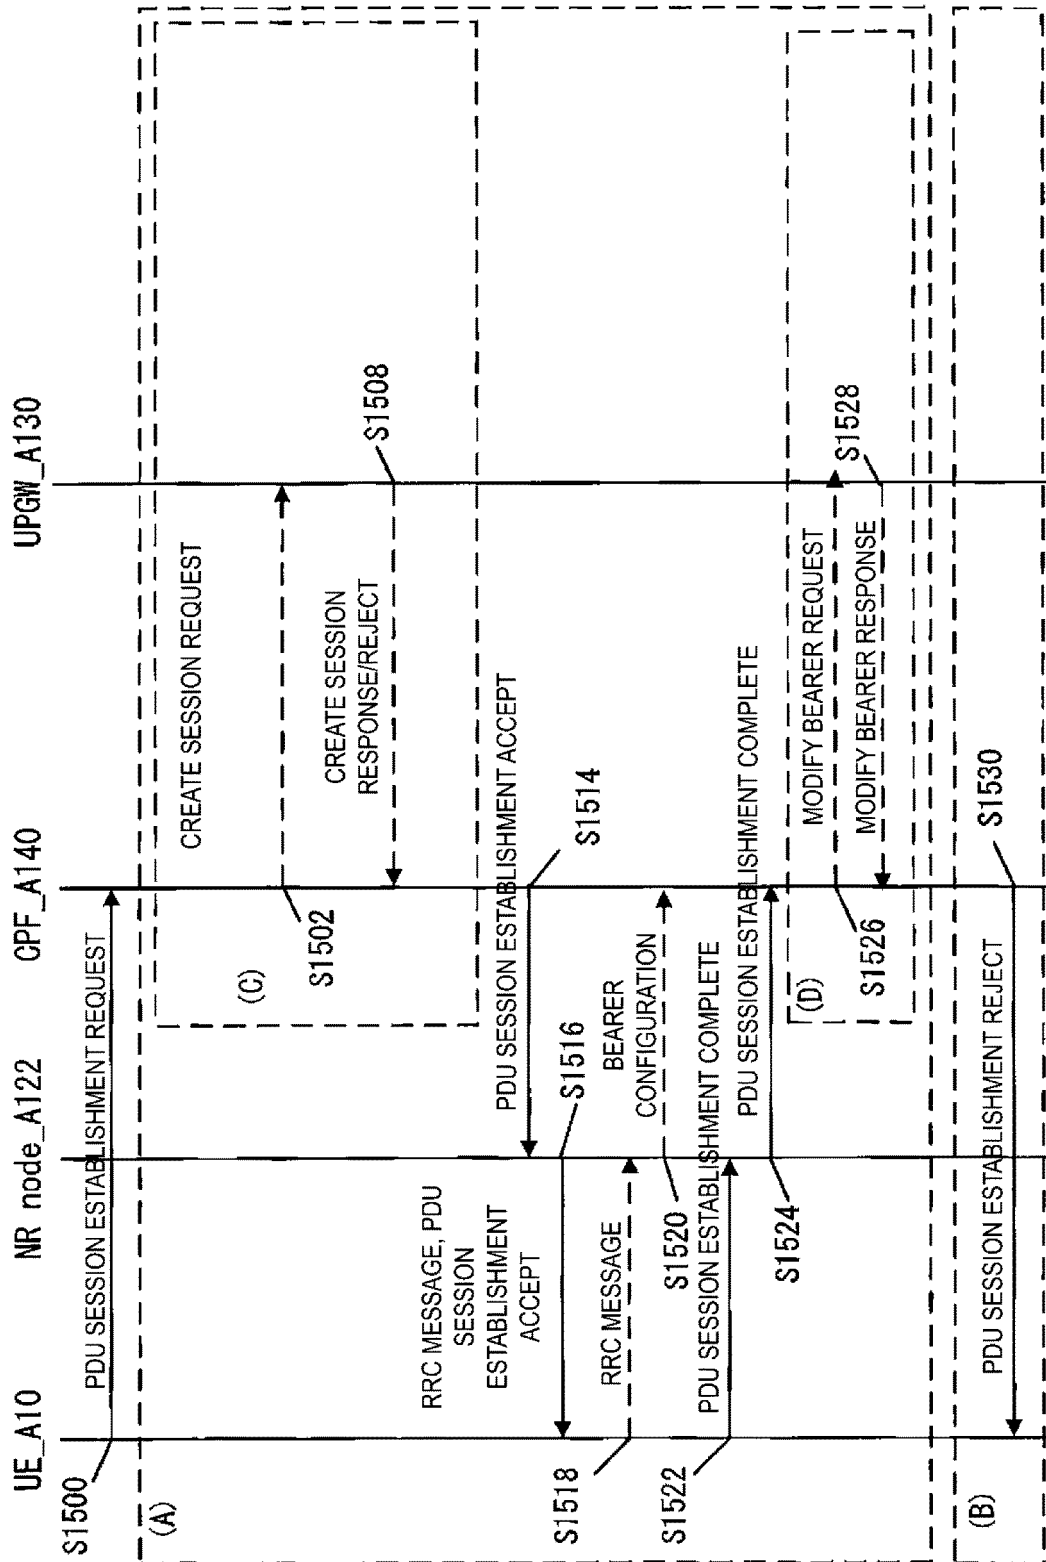 UE_A10
NR node_A122
CPF_A140
UPGW_A130
S1500
PDU SESSION ESTABLISHMENT REQUEST
(A)
(C)
CREATE SESSION REQUEST
S1502
CREATE SESSION
RESPONSE/REJECT
S1508
PDU SESSION ESTABLISHMENT ACCEPT
S1514
RRC MESSAGE, PDU
SESSION
ESTABLISHMENT
ACCEPT
S1516
S1518
RRC MESSAGE
BEARER
CONFIGURATION
S1520
S1522
PDU SESSION ESTABLISHMENT COMPLETE
PDU SESSION ESTABLISHMENT COMPLETE
S1524
(D)
MODIFY BEARER REQUEST
S1526
MODIFY BEARER RESPONSE
S1528
(B)
PDU SESSION ESTABLISHMENT REJECT
S1530